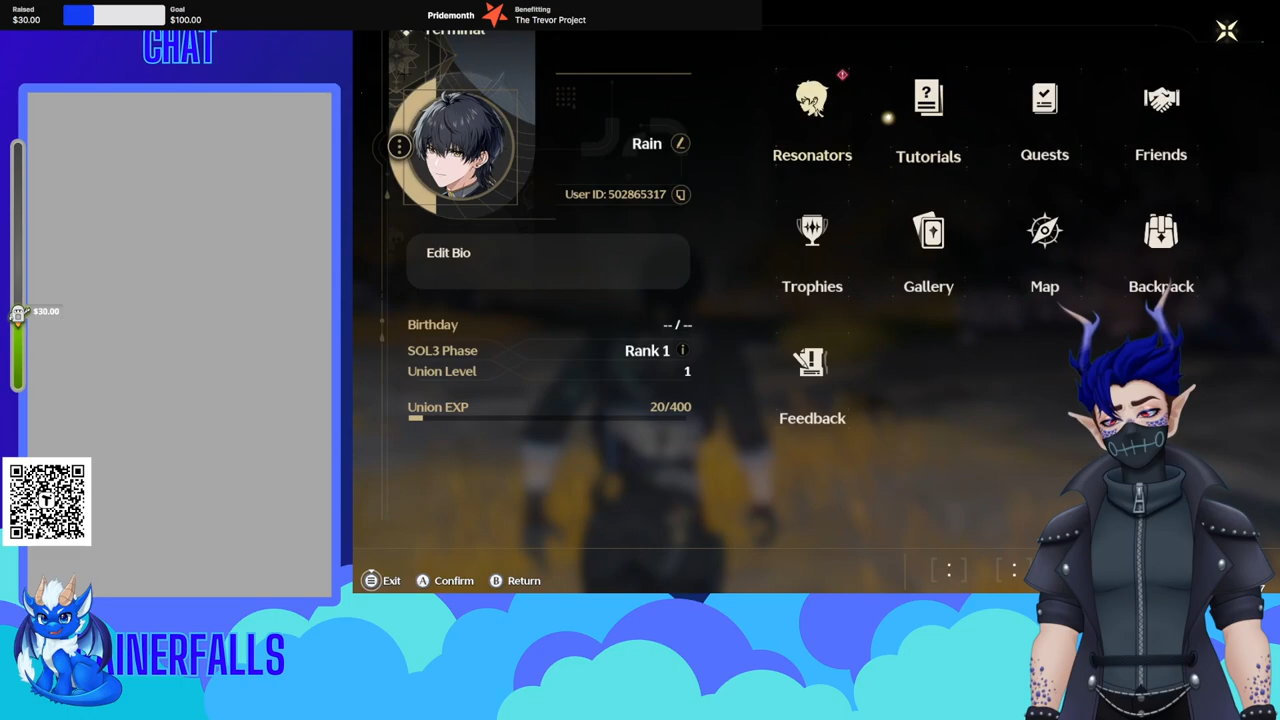 Raised
$30.00
Goal
$100.00
Pridemonth
Benefitting
The Trevor Project
CHAT
$30.00
INERFALLS
Terminal
Rain
User ID: 502865317
Edit Bio
Birthday
-- / --
SOL3 Phase
Rank 1
Union Level
1
Union EXP
20/400
Resonators
Tutorials
Quests
Friends
Trophies
Gallery
Map
Backpack
Feedback
Exit
A Confirm
B Return
[ : ]
[ :
7